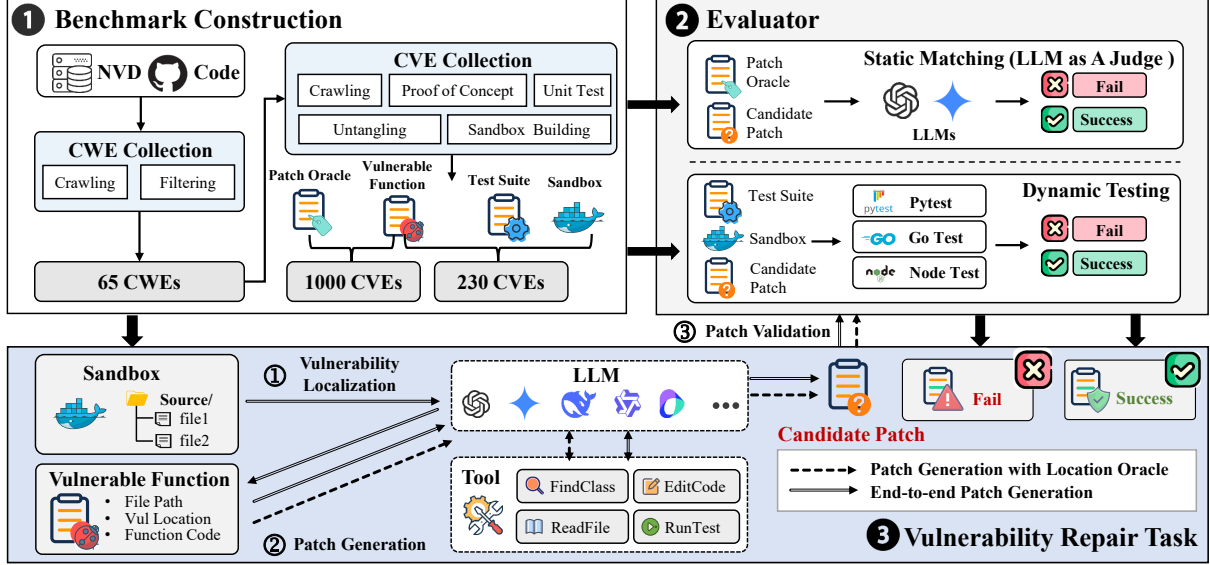 1 Benchmark Construction
NVD
Code
CWE Collection
Crawling
Filtering
65 CWEs
CVE Collection
Crawling
Proof of Concept
Unit Test
Untangling
Sandbox Building
Patch Oracle
Vulnerable
Function
Test Suite
Sandbox
1000 CVEs
230 CVEs
2 Evaluator
Patch
Oracle
Candidate
Patch
Static Matching (LLM as A Judge )
LLMs
Fail
Success
Test Suite
Sandbox
Candidate
Patch
pytest
Pytest
GO
Go Test
node
Node Test
Dynamic Testing
Fail
Success
③ Patch Validation
Sandbox
Source/
file1
file2
① Vulnerability
Localization
Vulnerable Function
• File Path
• Vul Location
• Function Code
② Patch Generation
LLM
•••
Tool
FindClass
EditCode
ReadFile
RunTest
Candidate Patch
Fail
Success
Patch Generation with Location Oracle
End-to-end Patch Generation
3 Vulnerability Repair Task